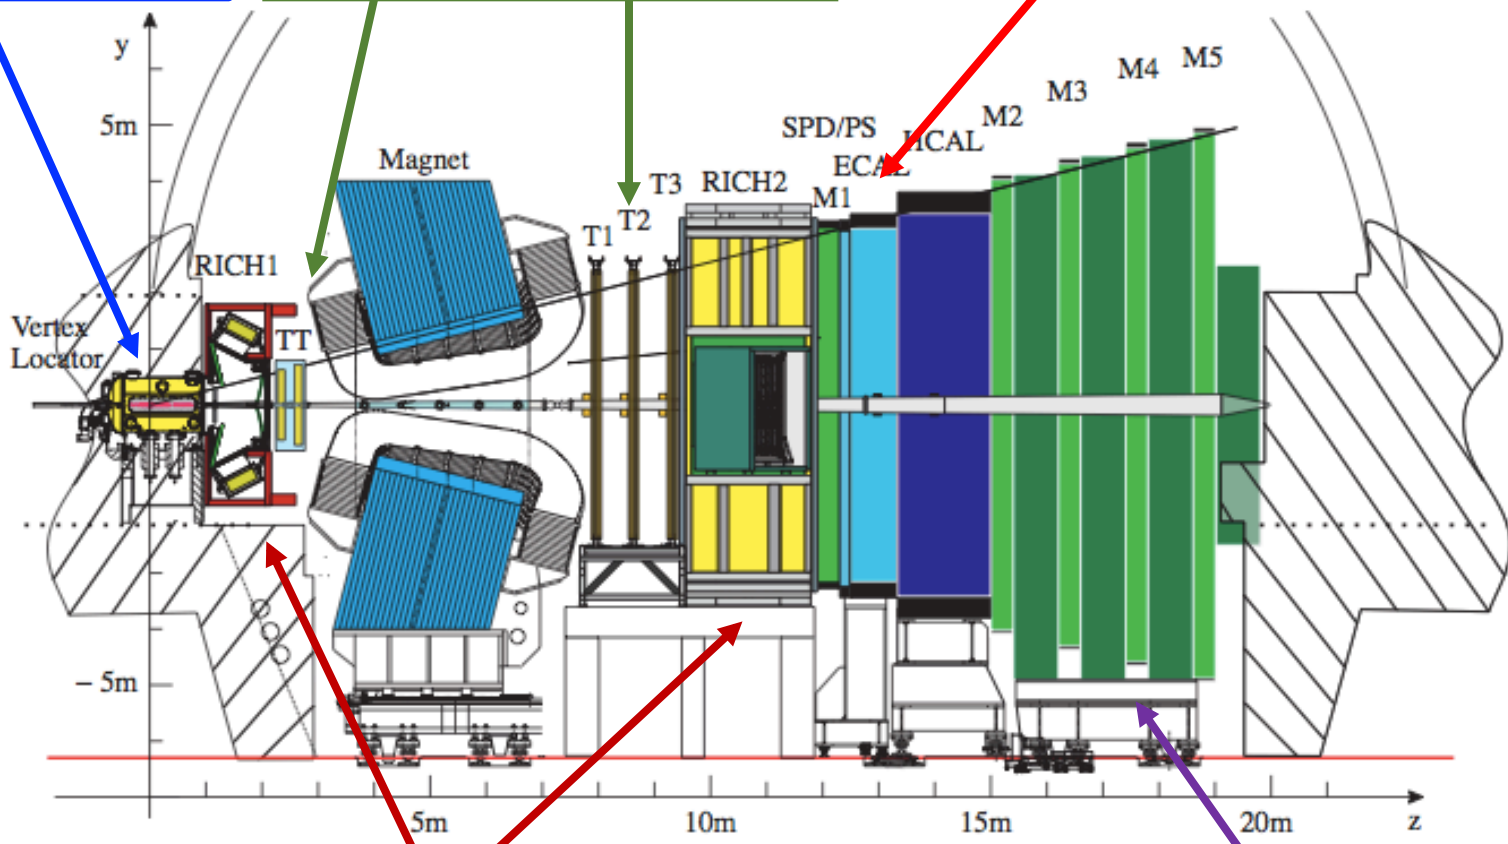 y
5m
Magnet
SPD/PS
ECAL
HCAL
M1
M2
M3
M4
M5
RICH2
T3
T2
T1
RICH1
TT
Vertex
Locator
– 5m
5m
10m
15m
20m
z